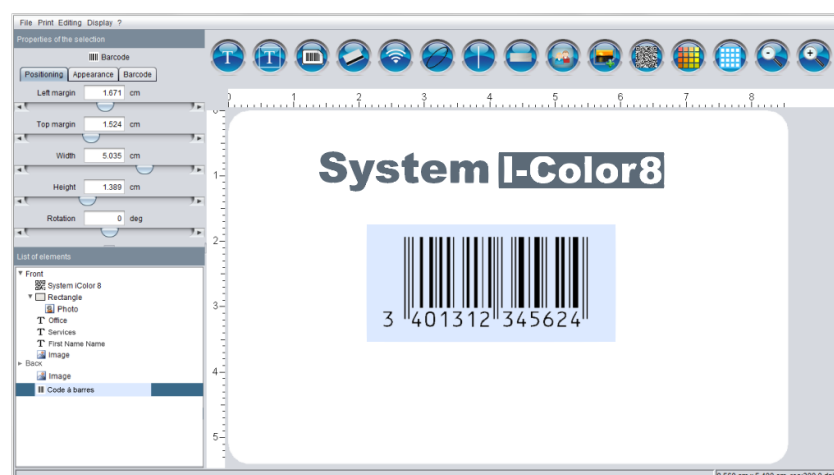 File Print Editing Display ?
Properties of the selection
Barcode
Positioning Appearance Barcode
Left margin 1.671 cm
Top margin 1.524 cm
Width 5.035 cm
Height 1.389 cm
Rotation 0 deg
List of elements
Front
System iColor 8
Rectangle
Photo
T Office
T Services
T First Name Name
Image
Back
Image
Code à barres
T T
0 1 2 3 4 5 6 7 8
0
1
2
3
4
5
System I-Color8
3 401312 345624